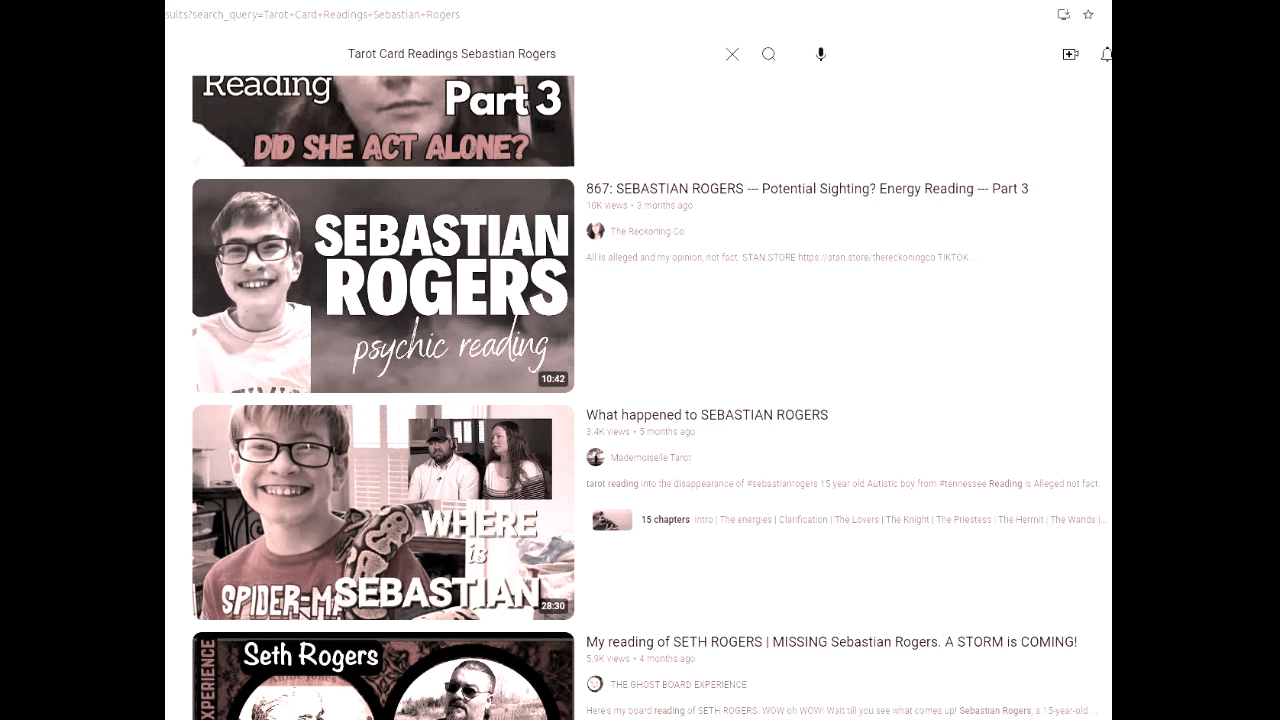 sults?search_query=Tarot+Card+Readings+Sebastian+Rogers
Tarot Card Readings Sebastian Rogers
Reading
Part 3
DID SHE ACT ALONE?
SEBASTIAN
ROGERS
psychic reading
10:42
867: SEBASTIAN ROGERS --- Potential Sighting? Energy Reading --- Part 3
10K views • 3 months ago
The Reckoning Co
All is alleged and my opinion, not fact. STAN.STORE https://stan.store/thereckoningco TIKTOK ...
WHERE
is
SEBASTIAN
SPIDER-MA
28:30
What happened to SEBASTIAN ROGERS
3.4K views • 5 months ago
Mademoiselle Tarot
tarot reading into the disappearance of #sebastianrogers 15 year old Autistic boy from #tennessee Reading is Alleged not fact.
15 chapters Intro | The energies | Clarification | The Lovers | The Knight | The Priestess | The Hermit | The Wands |...
EXPERIENCE
Seth Rogers
My reading of SETH ROGERS | MISSING Sebastian Rogers. A STORM is COMING!
5.9K views • 4 months ago
THE GHOST BOARD EXPERIENCE
Here's my board reading of SETH ROGERS. WOW oh WOW! Wait till you see what comes up! Sebastian Rogers, a 15-year-old ...